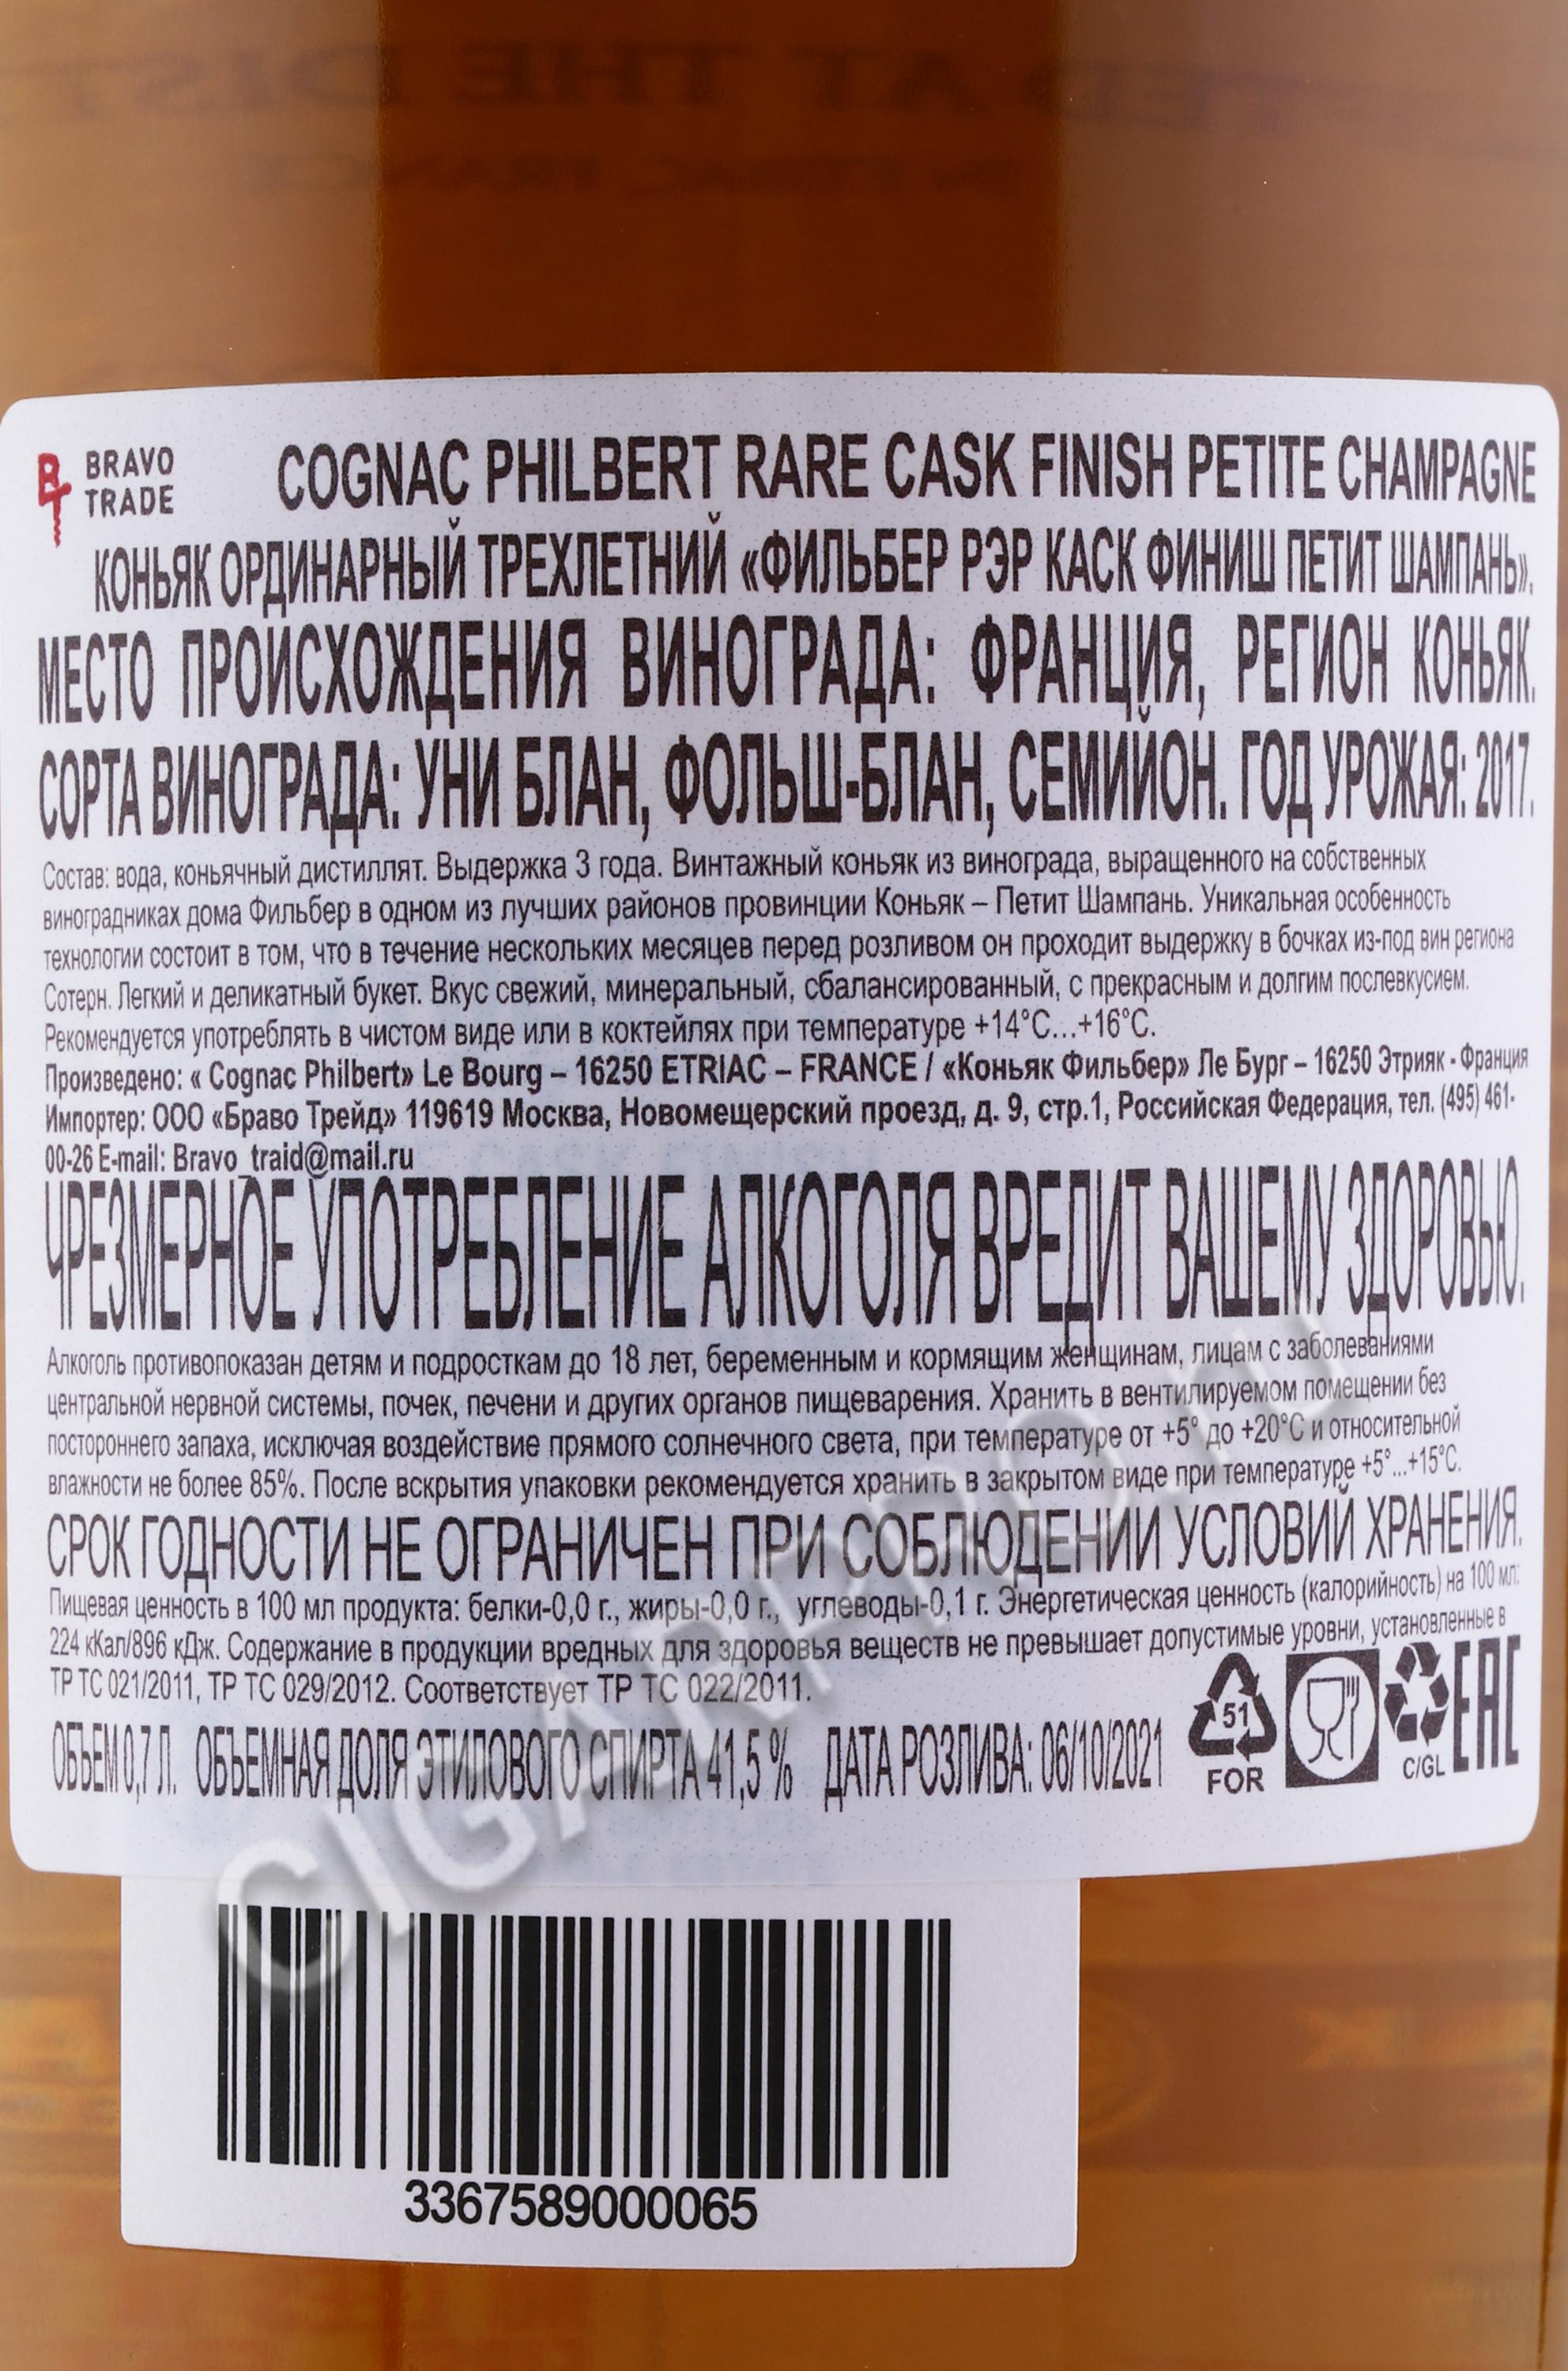 BRAVO
TRADE
COGNAC PHILBERT RARE CASK FINISH PETITE CHAMPAGNE
КОНЬЯК ОРДИНАРНЫЙ ТРЕХЛЕТНИЙ «ФИЛЬБЕР РЭР КАСК ФИНИШ ПЕТИТ ШАМПАНЬ».
МЕСТО ПРОИСХОЖДЕНИЯ ВИНОГРАДА: ФРАНЦИЯ, РЕГИОН КОНЬЯК.
СОРТА ВИНОГРАДА: УНИ БЛАН, ФОЛЬШ-БЛАН, СЕМИЙОН. ГОД УРОЖАЯ: 2017.
Состав: вода, коньячный дистиллят. Выдержка 3 года. Винтажный коньяк из винограда, выращенного на собственных
виноградниках дома Фильбер в одном из лучших районов провинции Коньяк – Петит Шампань. Уникальная особенность
технологии состоит в том, что в течение нескольких месяцев перед розливом он проходит выдержку в бочках из-под вин региона
Сотерн. Легкий и деликатный букет. Вкус свежий, минеральный, сбалансированный, с прекрасным и долгим послевкусием.
Рекомендуется употреблять в чистом виде или в коктейлях при температуре +14°С...+16°С.
Произведено: « Cognac Philbert» Le Bourg – 16250 ETRIAC – FRANCE / «Коньяк Фильбер» Ле Бург – 16250 Этрияк - Франция
Импортер: ООО «Браво Трейд» 119619 Москва, Новомещерский проезд, д. 9, стр.1, Российская Федерация, тел. (495) 461-
00-26 E-mail: Bravo_traid@mail.ru
ЧРЕЗМЕРНОЕ УПОТРЕБЛЕНИЕ АЛКОГОЛЯ ВРЕДИТ ВАШЕМУ ЗДОРОВЬЮ.
Алкоголь противопоказан детям и подросткам до 18 лет, беременным и кормящим женщинам, лицам с заболеваниями
центральной нервной системы, почек, печени и других органов пищеварения. Хранить в вентилируемом помещении без
постороннего запаха, исключая воздействие прямого солнечного света, при температуре от +5° до +20°С и относительной
влажности не более 85%. После вскрытия упаковки рекомендуется хранить в закрытом виде при температуре +5°...+15°С.
СРОК ГОДНОСТИ НЕ ОГРАНИЧЕН ПРИ СОБЛЮДЕНИИ УСЛОВИЙ ХРАНЕНИЯ.
Пищевая ценность в 100 мл продукта: белки-0,0 г., жиры-0,0 г., углеводы-0,1 г. Энергетическая ценность (калорийность) на 100 мл:
224 кКал/896 кДж. Содержание в продукции вредных для здоровья веществ не превышает допустимые уровни, установленные в
ТР ТС 021/2011, ТР ТС 029/2012. Соответствует ТР ТС 022/2011.
ОБЪЕМ 0,7 Л. ОБЪЕМНАЯ ДОЛЯ ЭТИЛОВОГО СПИРТА 41,5 % ДАТА РОЗЛИВА: 06/10/2021
51
FOR
C/GL
EAC
CIGARPRO.RU
3367589000065